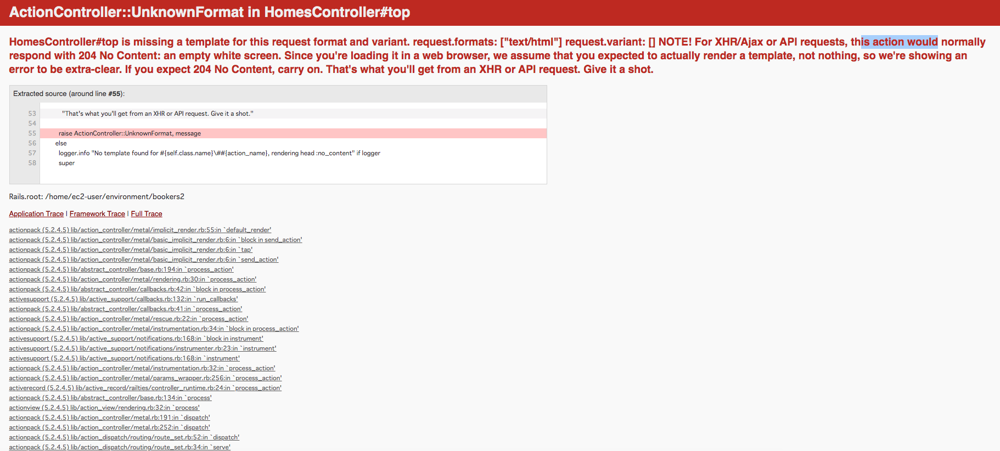 ActionController::UnknownFormat in HomesController#top
HomesController#top is missing a template for this request format and variant. request.formats: ["text/html"] request.variant: [] NOTE! For XHR/Ajax or API requests, this action would normally
respond with 204 No Content: an empty white screen. Since you're loading it in a web browser, we assume that you expected to actually render a template, not nothing, so we're showing an
error to be extra-clear. If you expect 204 No Content, carry on. That's what you'll get from an XHR or API request. Give it a shot.
Extracted source (around line #55):
53 "That's what you'll get from an XHR or API request. Give it a shot."
54
55 raise ActionController::UnknownFormat, message
56 else
57 logger.info "No template found for #{self.class.name}\##{action_name}, rendering head :no_content" if logger
58 super
Rails.root: /home/ec2-user/environment/bookers2
Application Trace | Framework Trace | Full Trace
actionpack (5.2.4.5) lib/action_controller/metal/implicit_render.rb:55:in `default_render'
actionpack (5.2.4.5) lib/action_controller/metal/basic_implicit_render.rb:6:in `block in send_action'
actionpack (5.2.4.5) lib/action_controller/metal/basic_implicit_render.rb:6:in `tap'
actionpack (5.2.4.5) lib/action_controller/metal/basic_implicit_render.rb:6:in `send_action'
actionpack (5.2.4.5) lib/abstract_controller/base.rb:194:in `process_action'
actionpack (5.2.4.5) lib/action_controller/metal/rendering.rb:30:in `process_action'
actionpack (5.2.4.5) lib/abstract_controller/callbacks.rb:42:in `block in process_action'
activesupport (5.2.4.5) lib/active_support/callbacks.rb:132:in `run_callbacks'
actionpack (5.2.4.5) lib/abstract_controller/callbacks.rb:41:in `process_action'
actionpack (5.2.4.5) lib/action_controller/metal/rescue.rb:22:in `process_action'
actionpack (5.2.4.5) lib/action_controller/metal/instrumentation.rb:34:in `block in process_action'
activesupport (5.2.4.5) lib/active_support/notifications.rb:168:in `block in instrument'
activesupport (5.2.4.5) lib/active_support/notifications/instrumenter.rb:23:in `instrument'
activesupport (5.2.4.5) lib/active_support/notifications.rb:168:in `instrument'
actionpack (5.2.4.5) lib/action_controller/metal/instrumentation.rb:32:in `process_action'
actionpack (5.2.4.5) lib/action_controller/metal/params_wrapper.rb:256:in `process_action'
activerecord (5.2.4.5) lib/active_record/railties/controller_runtime.rb:24:in `process_action'
actionpack (5.2.4.5) lib/abstract_controller/base.rb:134:in `process'
actionview (5.2.4.5) lib/action_view/rendering.rb:32:in `process'
actionpack (5.2.4.5) lib/action_controller/metal.rb:191:in `dispatch'
actionpack (5.2.4.5) lib/action_controller/metal.rb:252:in `dispatch'
actionpack (5.2.4.5) lib/action_dispatch/routing/route_set.rb:52:in `dispatch'
actionpack (5.2.4.5) lib/action_dispatch/routing/route_set.rb:34:in `serve'